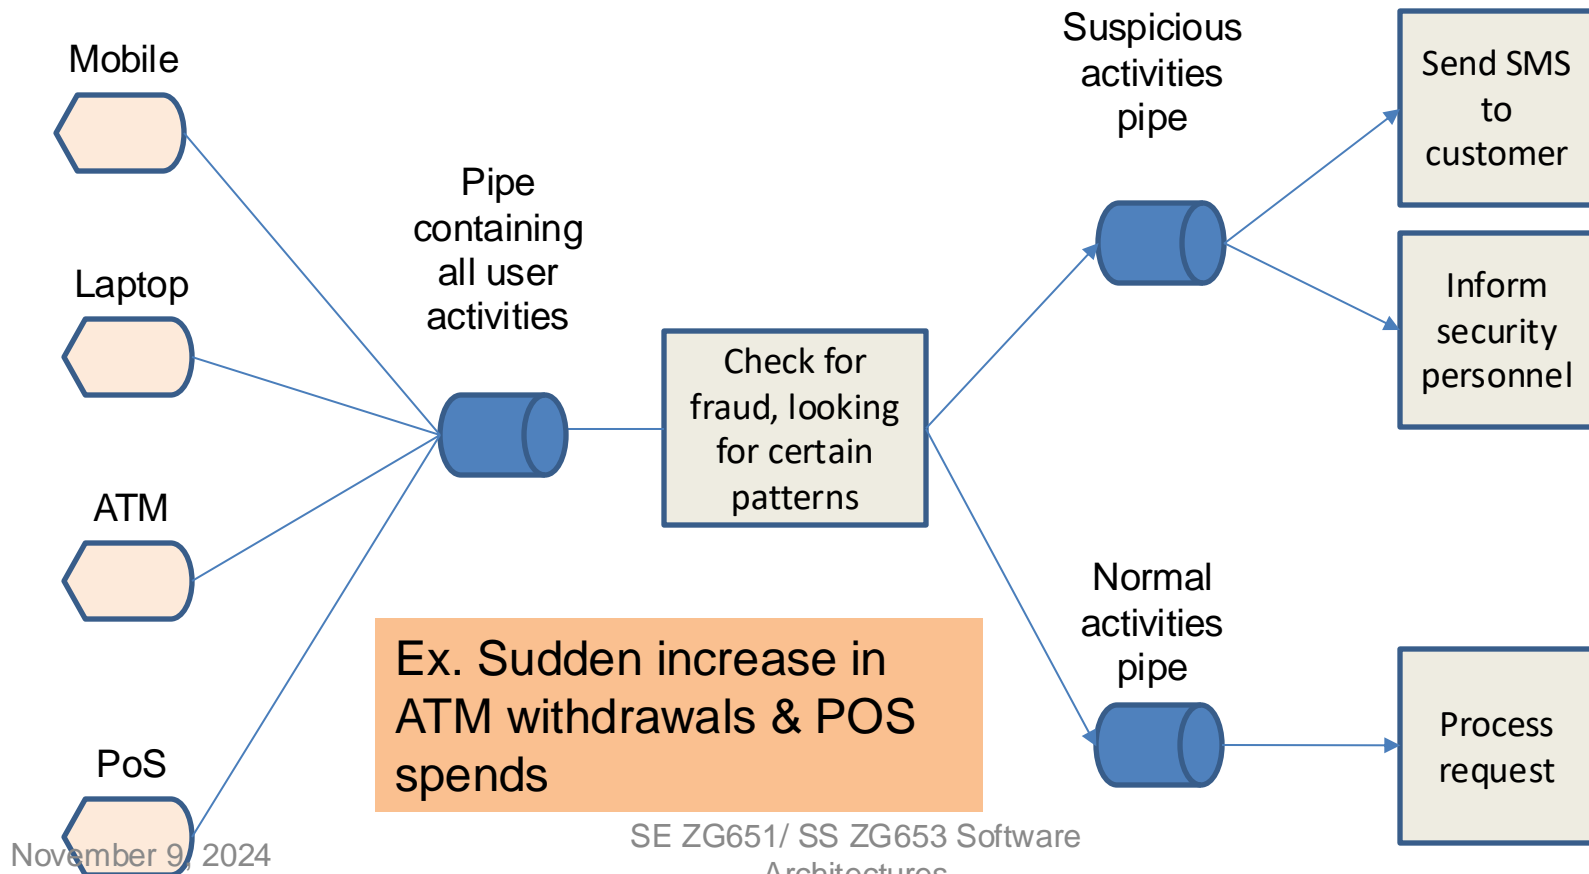 Mobile
Laptop
ATM
PoS
Pipe
containing
all user
activities
Check for
fraud, looking
for certain
patterns
Suspicious
activities
pipe
Send SMS
to
customer
Inform
security
personnel
Normal
activities
pipe
Process
request
Ex. Sudden increase in
ATM withdrawals & POS
spends
November 9, 2024
SE ZG651/ SS ZG653 Software
Architectures